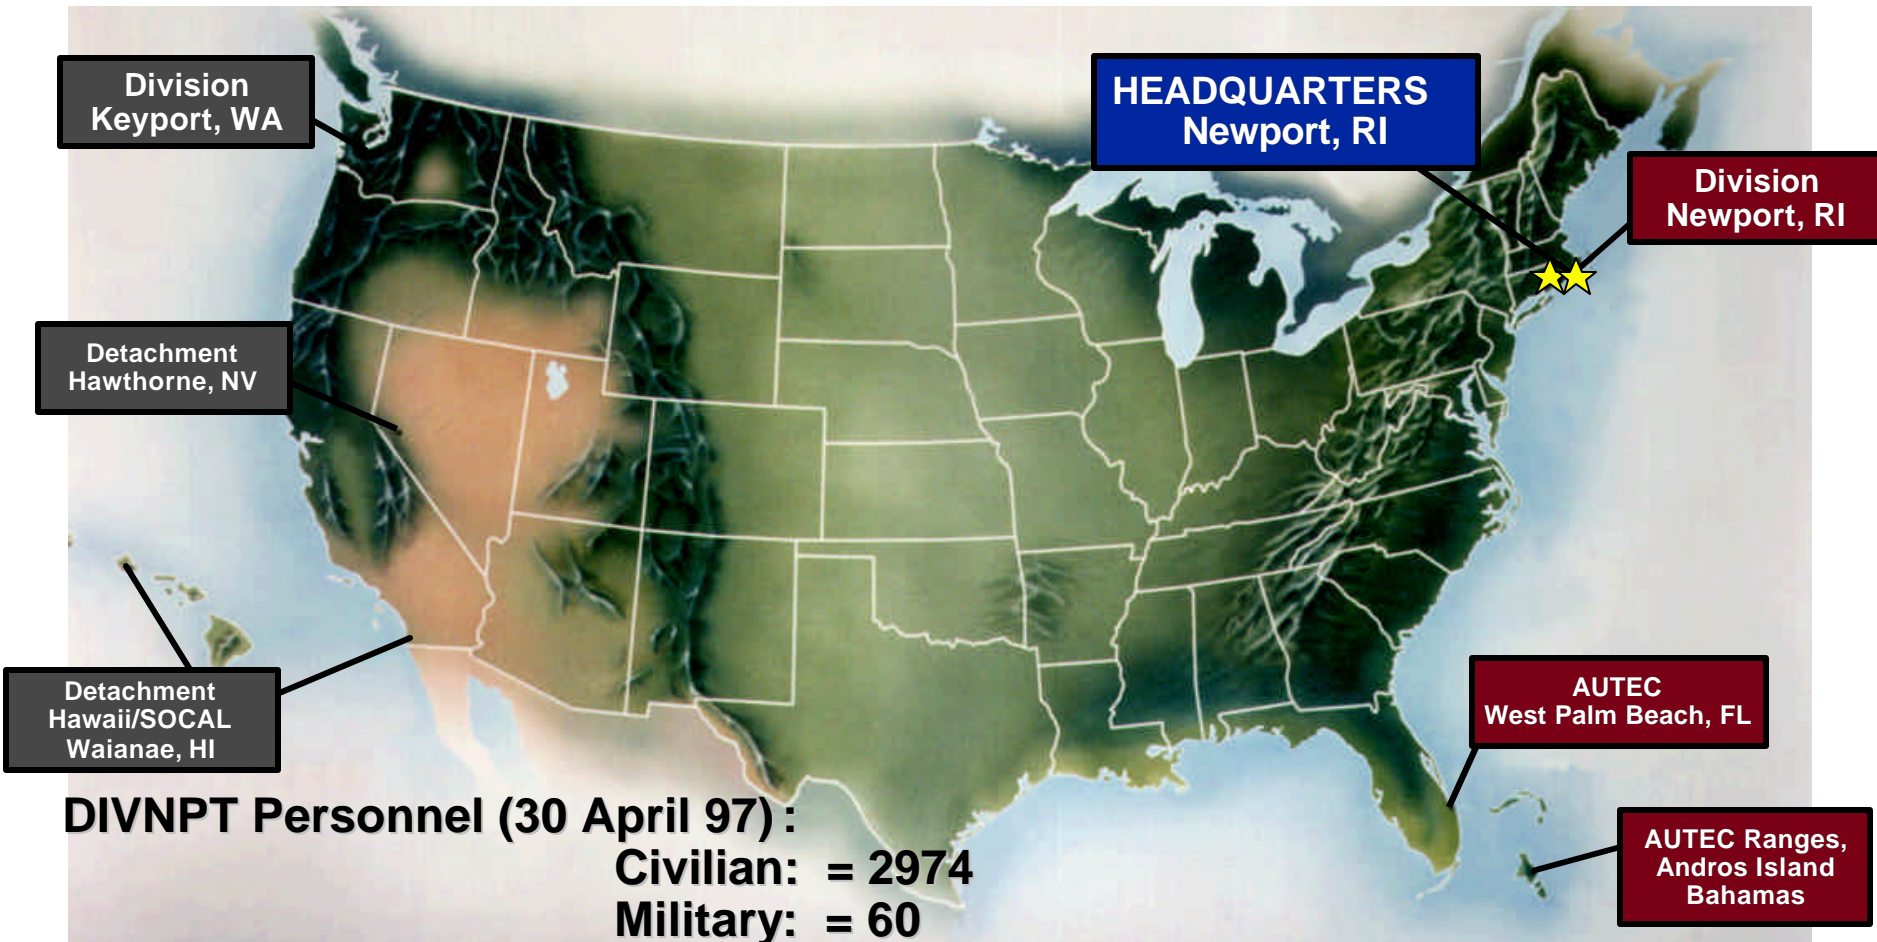 Division
Keyport, WA
HEADQUARTERS
Newport, RI
Division
Newport, RI
Detachment
Hawthorne, NV
Detachment
Hawaii/SOCAL
Waianae, HI
AUTEC
West Palm Beach, FL
AUTEC Ranges,
Andros Island
Bahamas
DIVNPT Personnel (30 April 97) :
Civilian: = 2974
Military: = 60